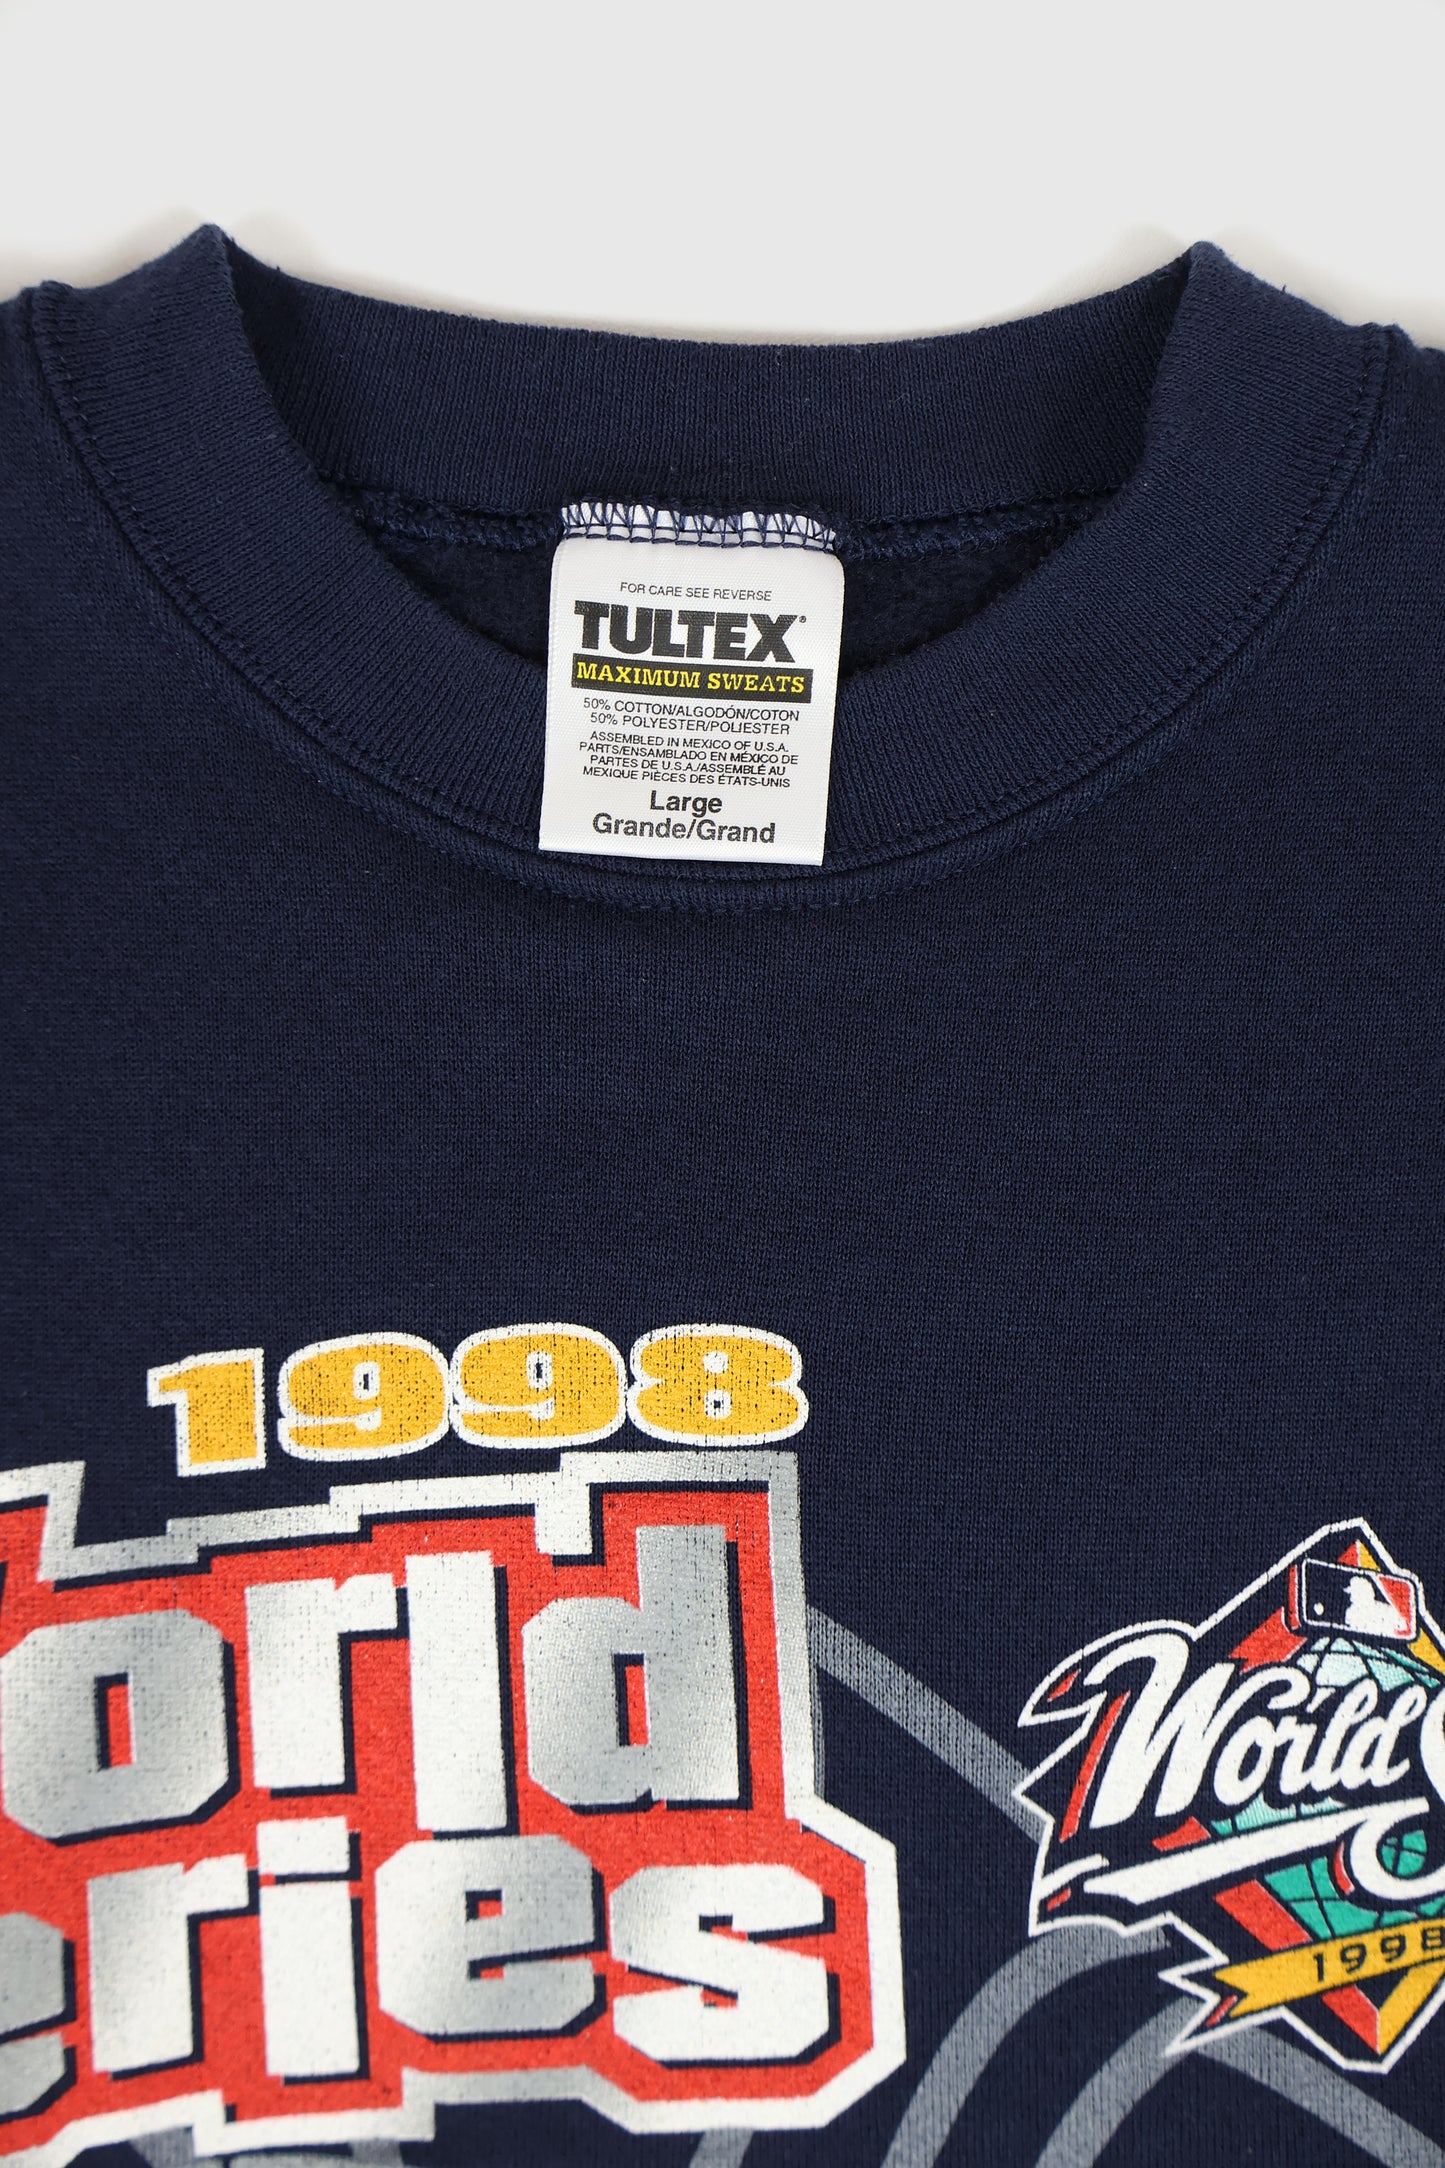 FOR CARE SEE REVERSE
TULTEX®
MAXIMUM SWEATS
50% COTTON/ALGODÓN/COTON
50% POLYESTER/POLIESTER
ASSEMBLED IN MEXICO OF U.S.A.
PARTS/ENSAMBLADO EN MÉXICO DE
PARTES DE U.S.A./ASSEMBLÉ AU
MEXIQUE PIÈCES DES ÉTATS-UNIS
Large
Grande/Grand
1998
orld
eries
World S
1998